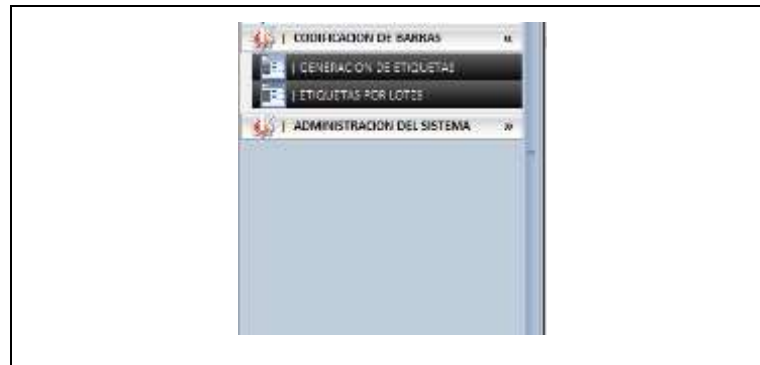 | CODIFICACION DE BARRAS «
| GENERACION DE ETIQUETAS
| ETIQUETAS POR LOTES
| ADMINISTRACION DEL SISTEMA »